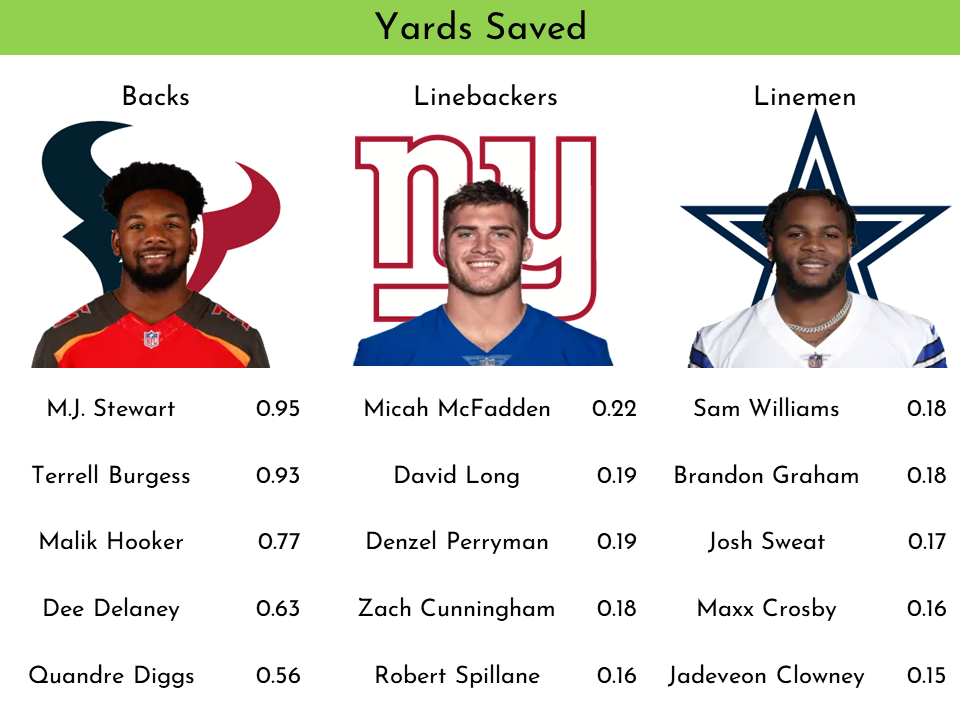 Yards Saved
Backs Linebackers Linemen
ny
M.J. Stewart 0.95 Micah McFadden 0.22 Sam Williams 0.18
Terrell Burgess 0.93 David Long 0.19 Brandon Graham 0.18
Malik Hooker 0.77 Denzel Perryman 0.19 Josh Sweat 0.17
Dee Delaney 0.63 Zach Cunningham 0.18 Maxx Crosby 0.16
Quandre Diggs 0.56 Robert Spillane 0.16 Jadeveon Clowney 0.15